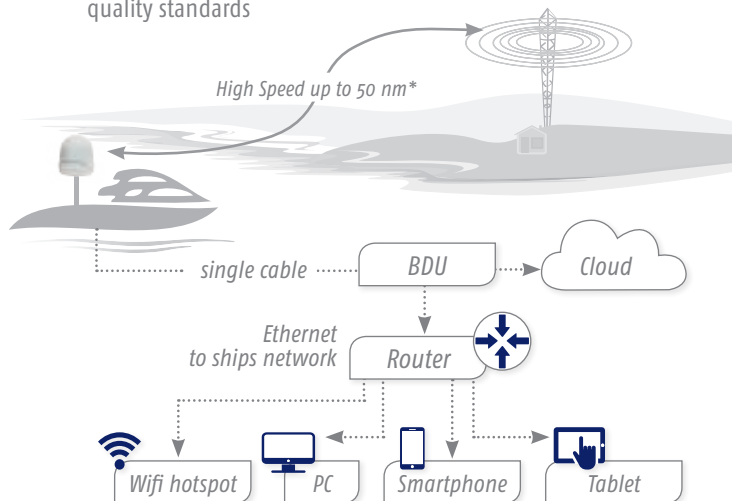 quality standards
High Speed up to 50 nm*
single cable
BDU
Cloud
Ethernet
to ships network
Router
Wifi hotspot
PC
Smartphone
Tablet